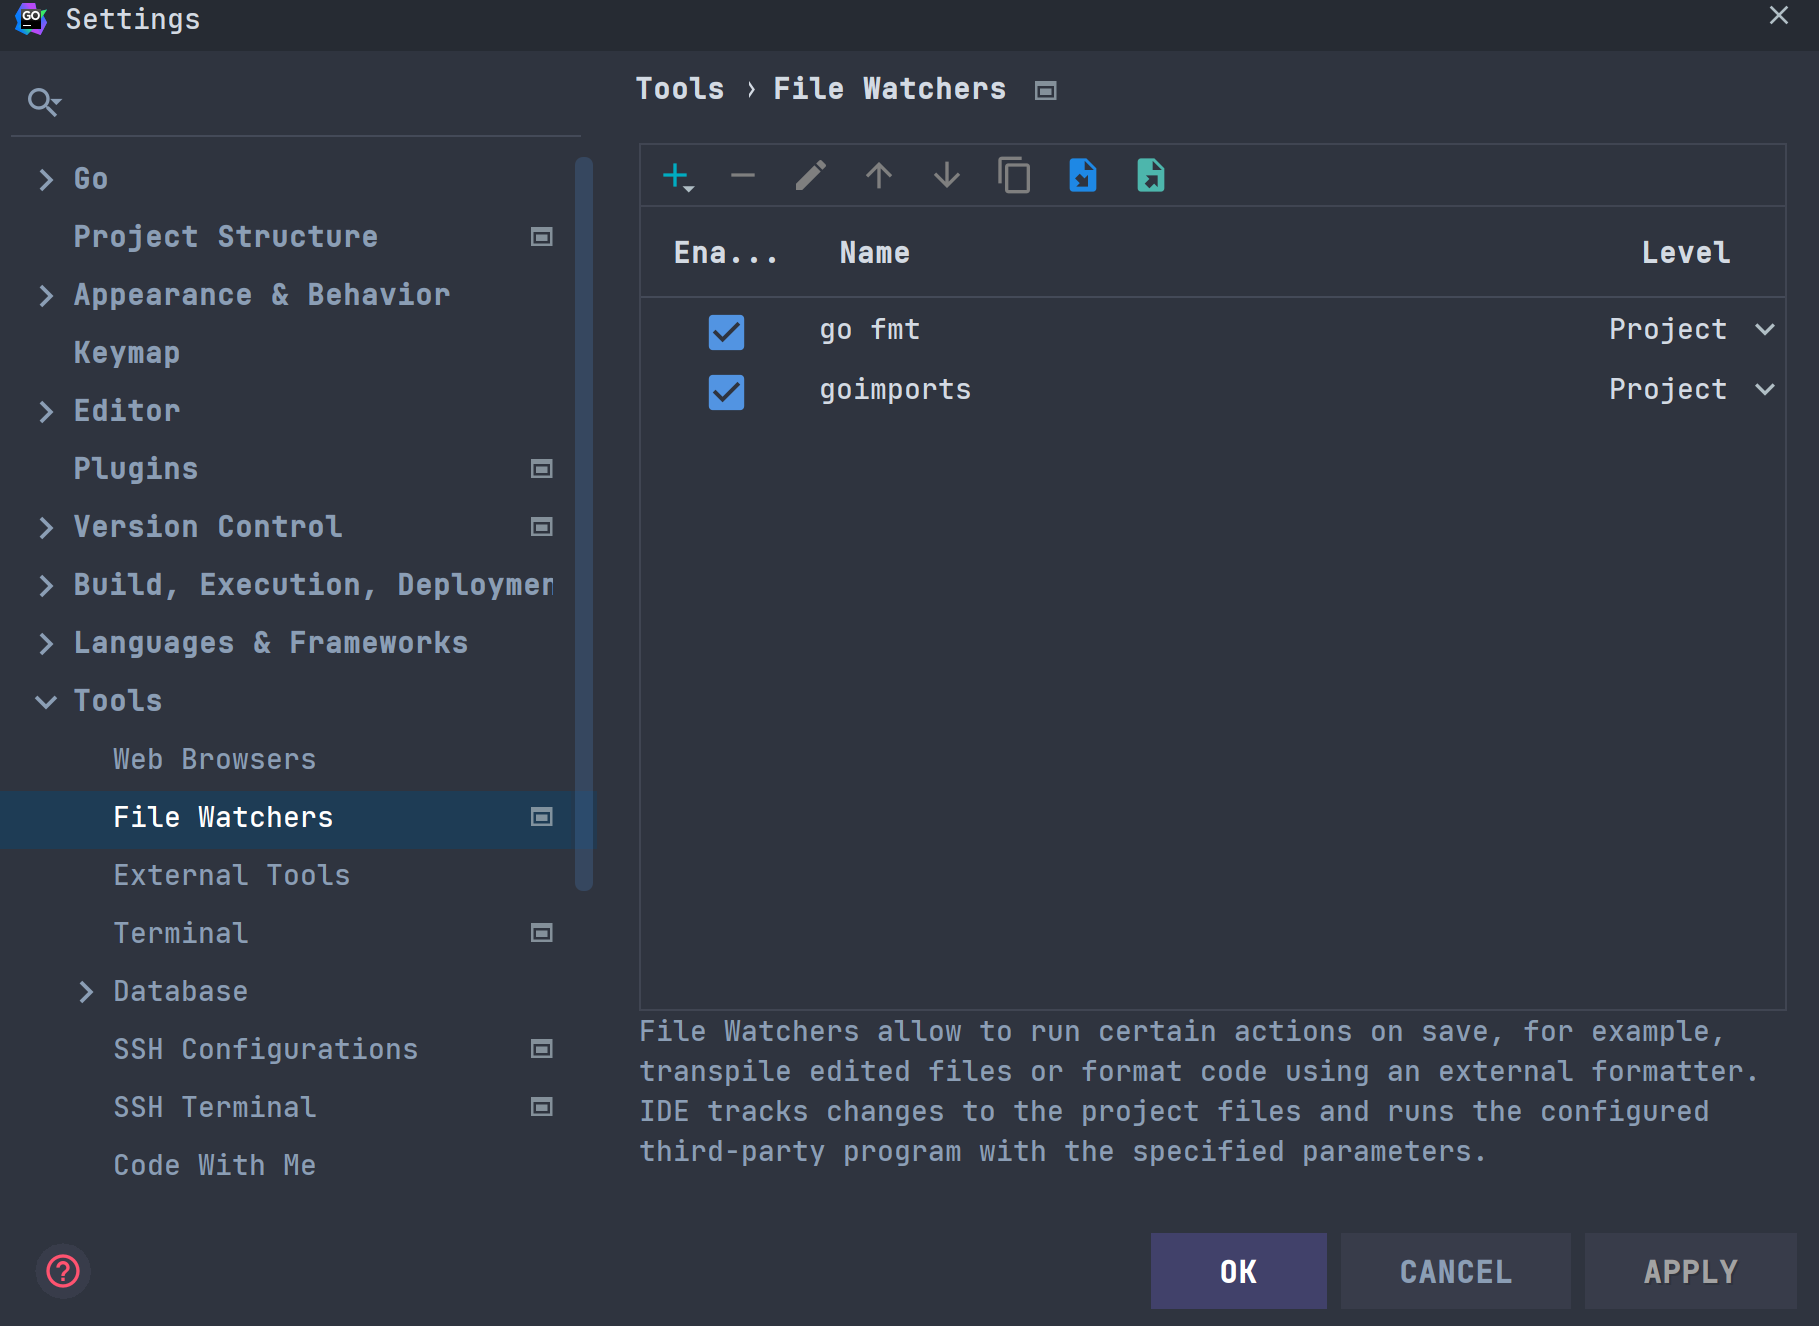 GO Settings
Tools › File Watchers
Go
Project Structure
Appearance & Behavior
Keymap
Editor
Plugins
Version Control
Build, Execution, Deploymen
Languages & Frameworks
Tools
Web Browsers
File Watchers
External Tools
Terminal
Database
SSH Configurations
SSH Terminal
Code With Me
Ena... Name Level
go fmt Project
goimports Project
File Watchers allow to run certain actions on save, for example,
transpile edited files or format code using an external formatter.
IDE tracks changes to the project files and runs the configured
third-party program with the specified parameters.
?
OK CANCEL APPLY